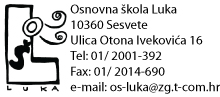 Osnovna škola Luka
10360 Sesvete
Ulica Otona Ivekovića 16
Tel: 01/ 2001-392
Fax: 01/ 2014-690
e-mail: os-luka@zg.t-com.hr
LUKA